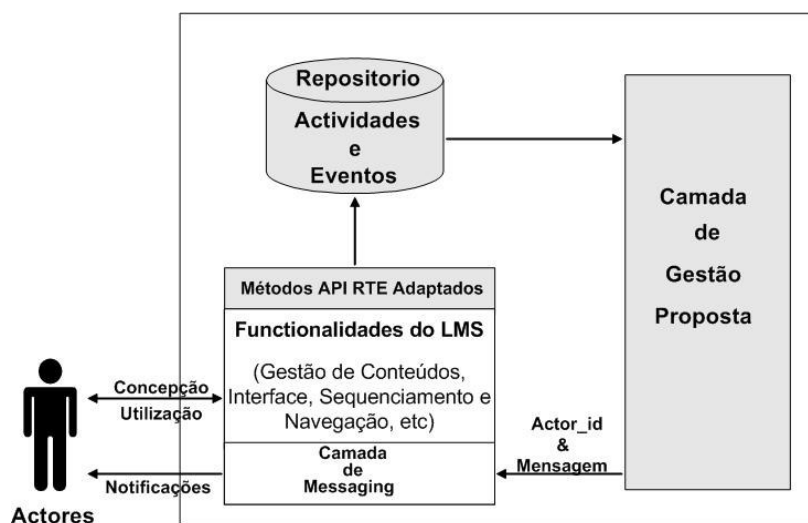 Repositorio
Actividades
e
Eventos
Camada
de
Gestão
Proposta
Métodos API RTE Adaptados
Functionalidades do LMS
(Gestão de Conteúdos,
Interface, Sequenciamento e
Navegação, etc)
Concepção
Utilização
Camada
de
Messaging
Actor_id
&
Mensagem
Notificações
Actores